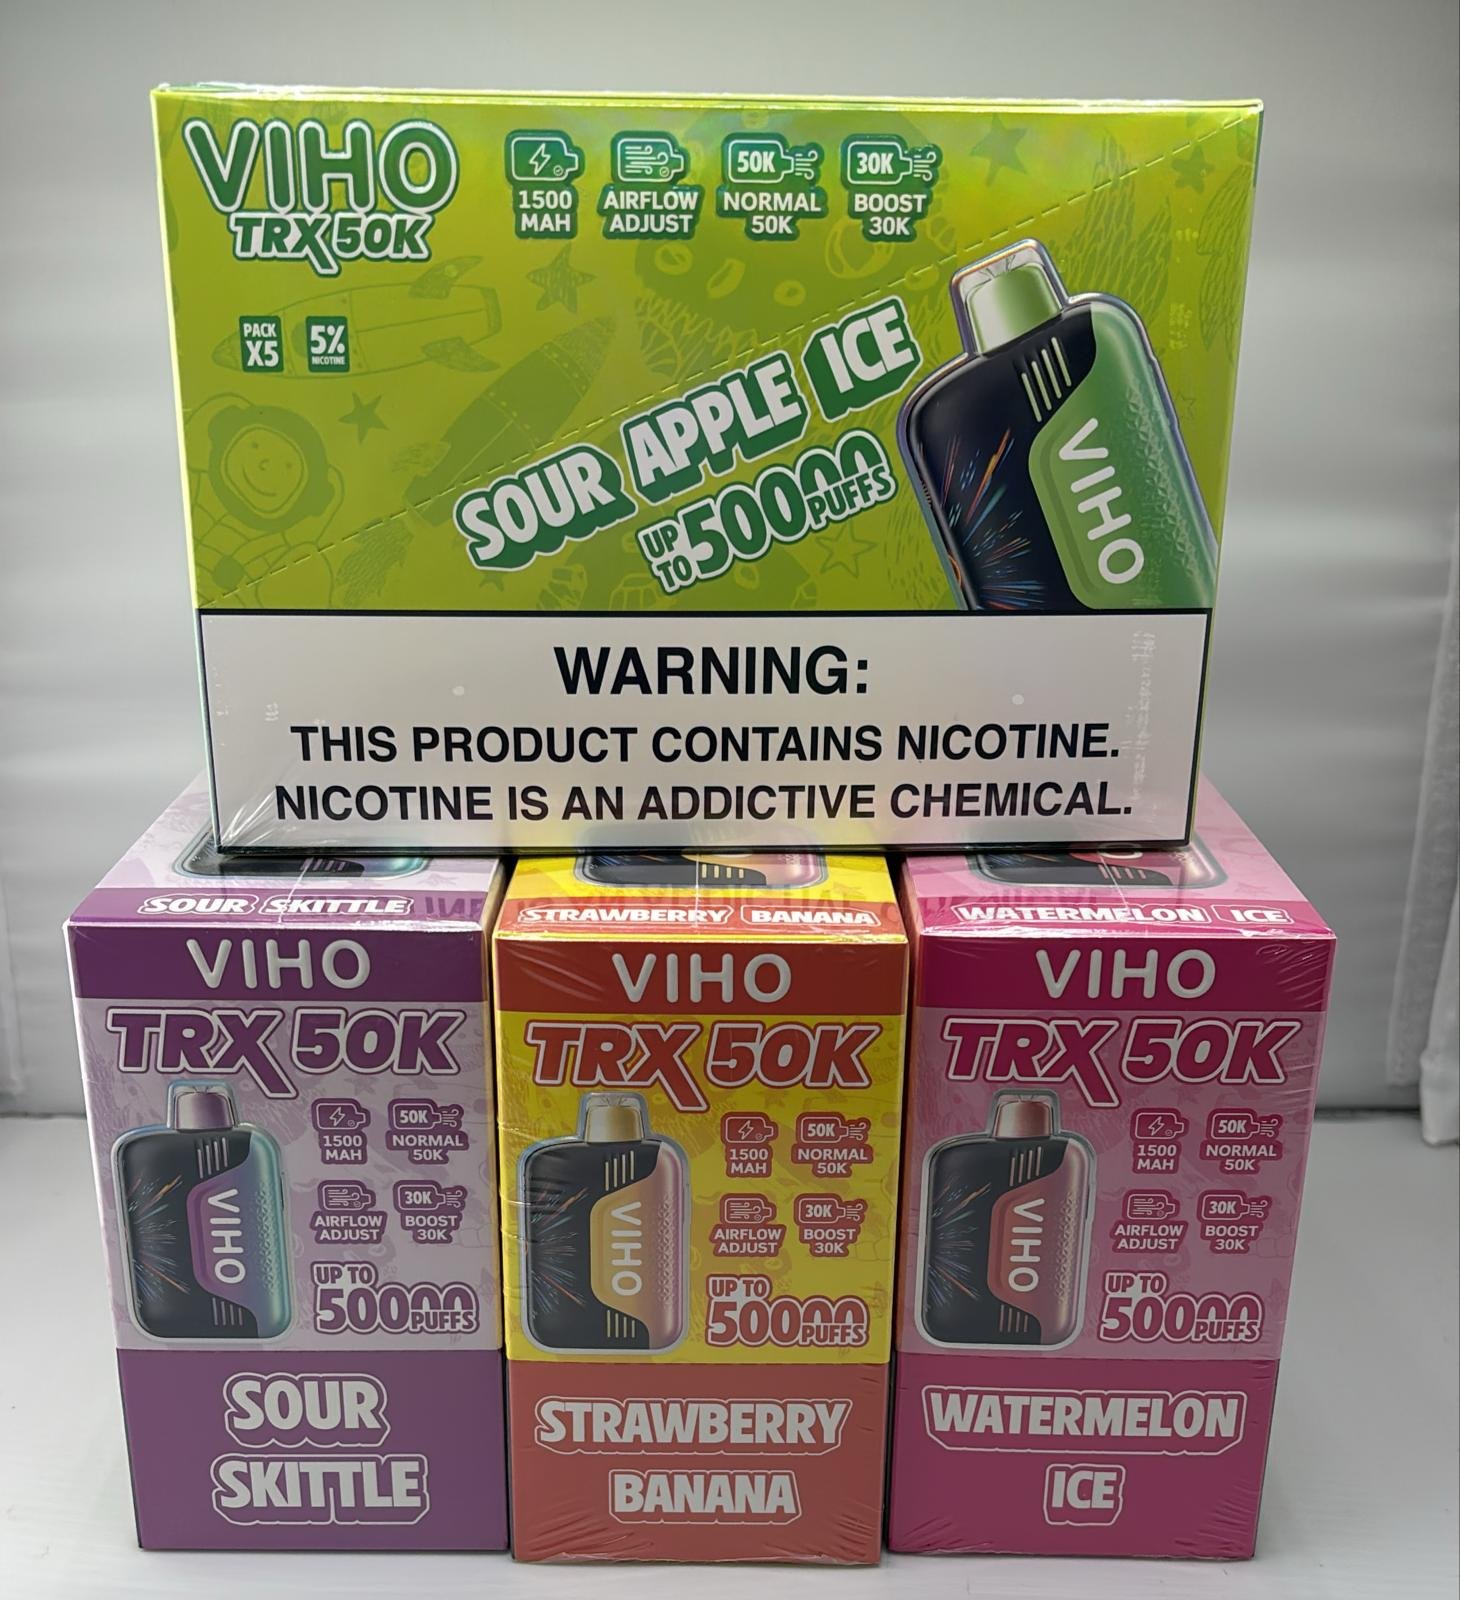 VIHO
TRX 50K
1500
MAH
AIRFLOW
ADJUST
50K
NORMAL
50K
30K
BOOST
30K
PACK
X5
5%
NICOTINE
SOUR APPLE ICE
UP
TO
50000
PUFFS
VIHO
WARNING:
THIS PRODUCT CONTAINS NICOTINE.
NICOTINE IS AN ADDICTIVE CHEMICAL.
SOUR SKITTLE
VIHO
TRX 50K
1500
MAH
50K
NORMAL
50K
AIRFLOW
ADJUST
30K
BOOST
30K
VIHO
UP TO
50000
PUFFS
SOUR
SKITTLE
STRAWBERRY BANANA
VIHO
TRX 50K
1500
MAH
50K
NORMAL
50K
AIRFLOW
ADJUST
30K
BOOST
30K
VIHO
UP TO
50000
PUFFS
STRAWBERRY
BANANA
WATERMELON ICE
VIHO
TRX 50K
1500
MAH
50K
NORMAL
50K
AIRFLOW
ADJUST
30K
BOOST
30K
VIHO
UP TO
50000
PUFFS
WATERMELON
ICE